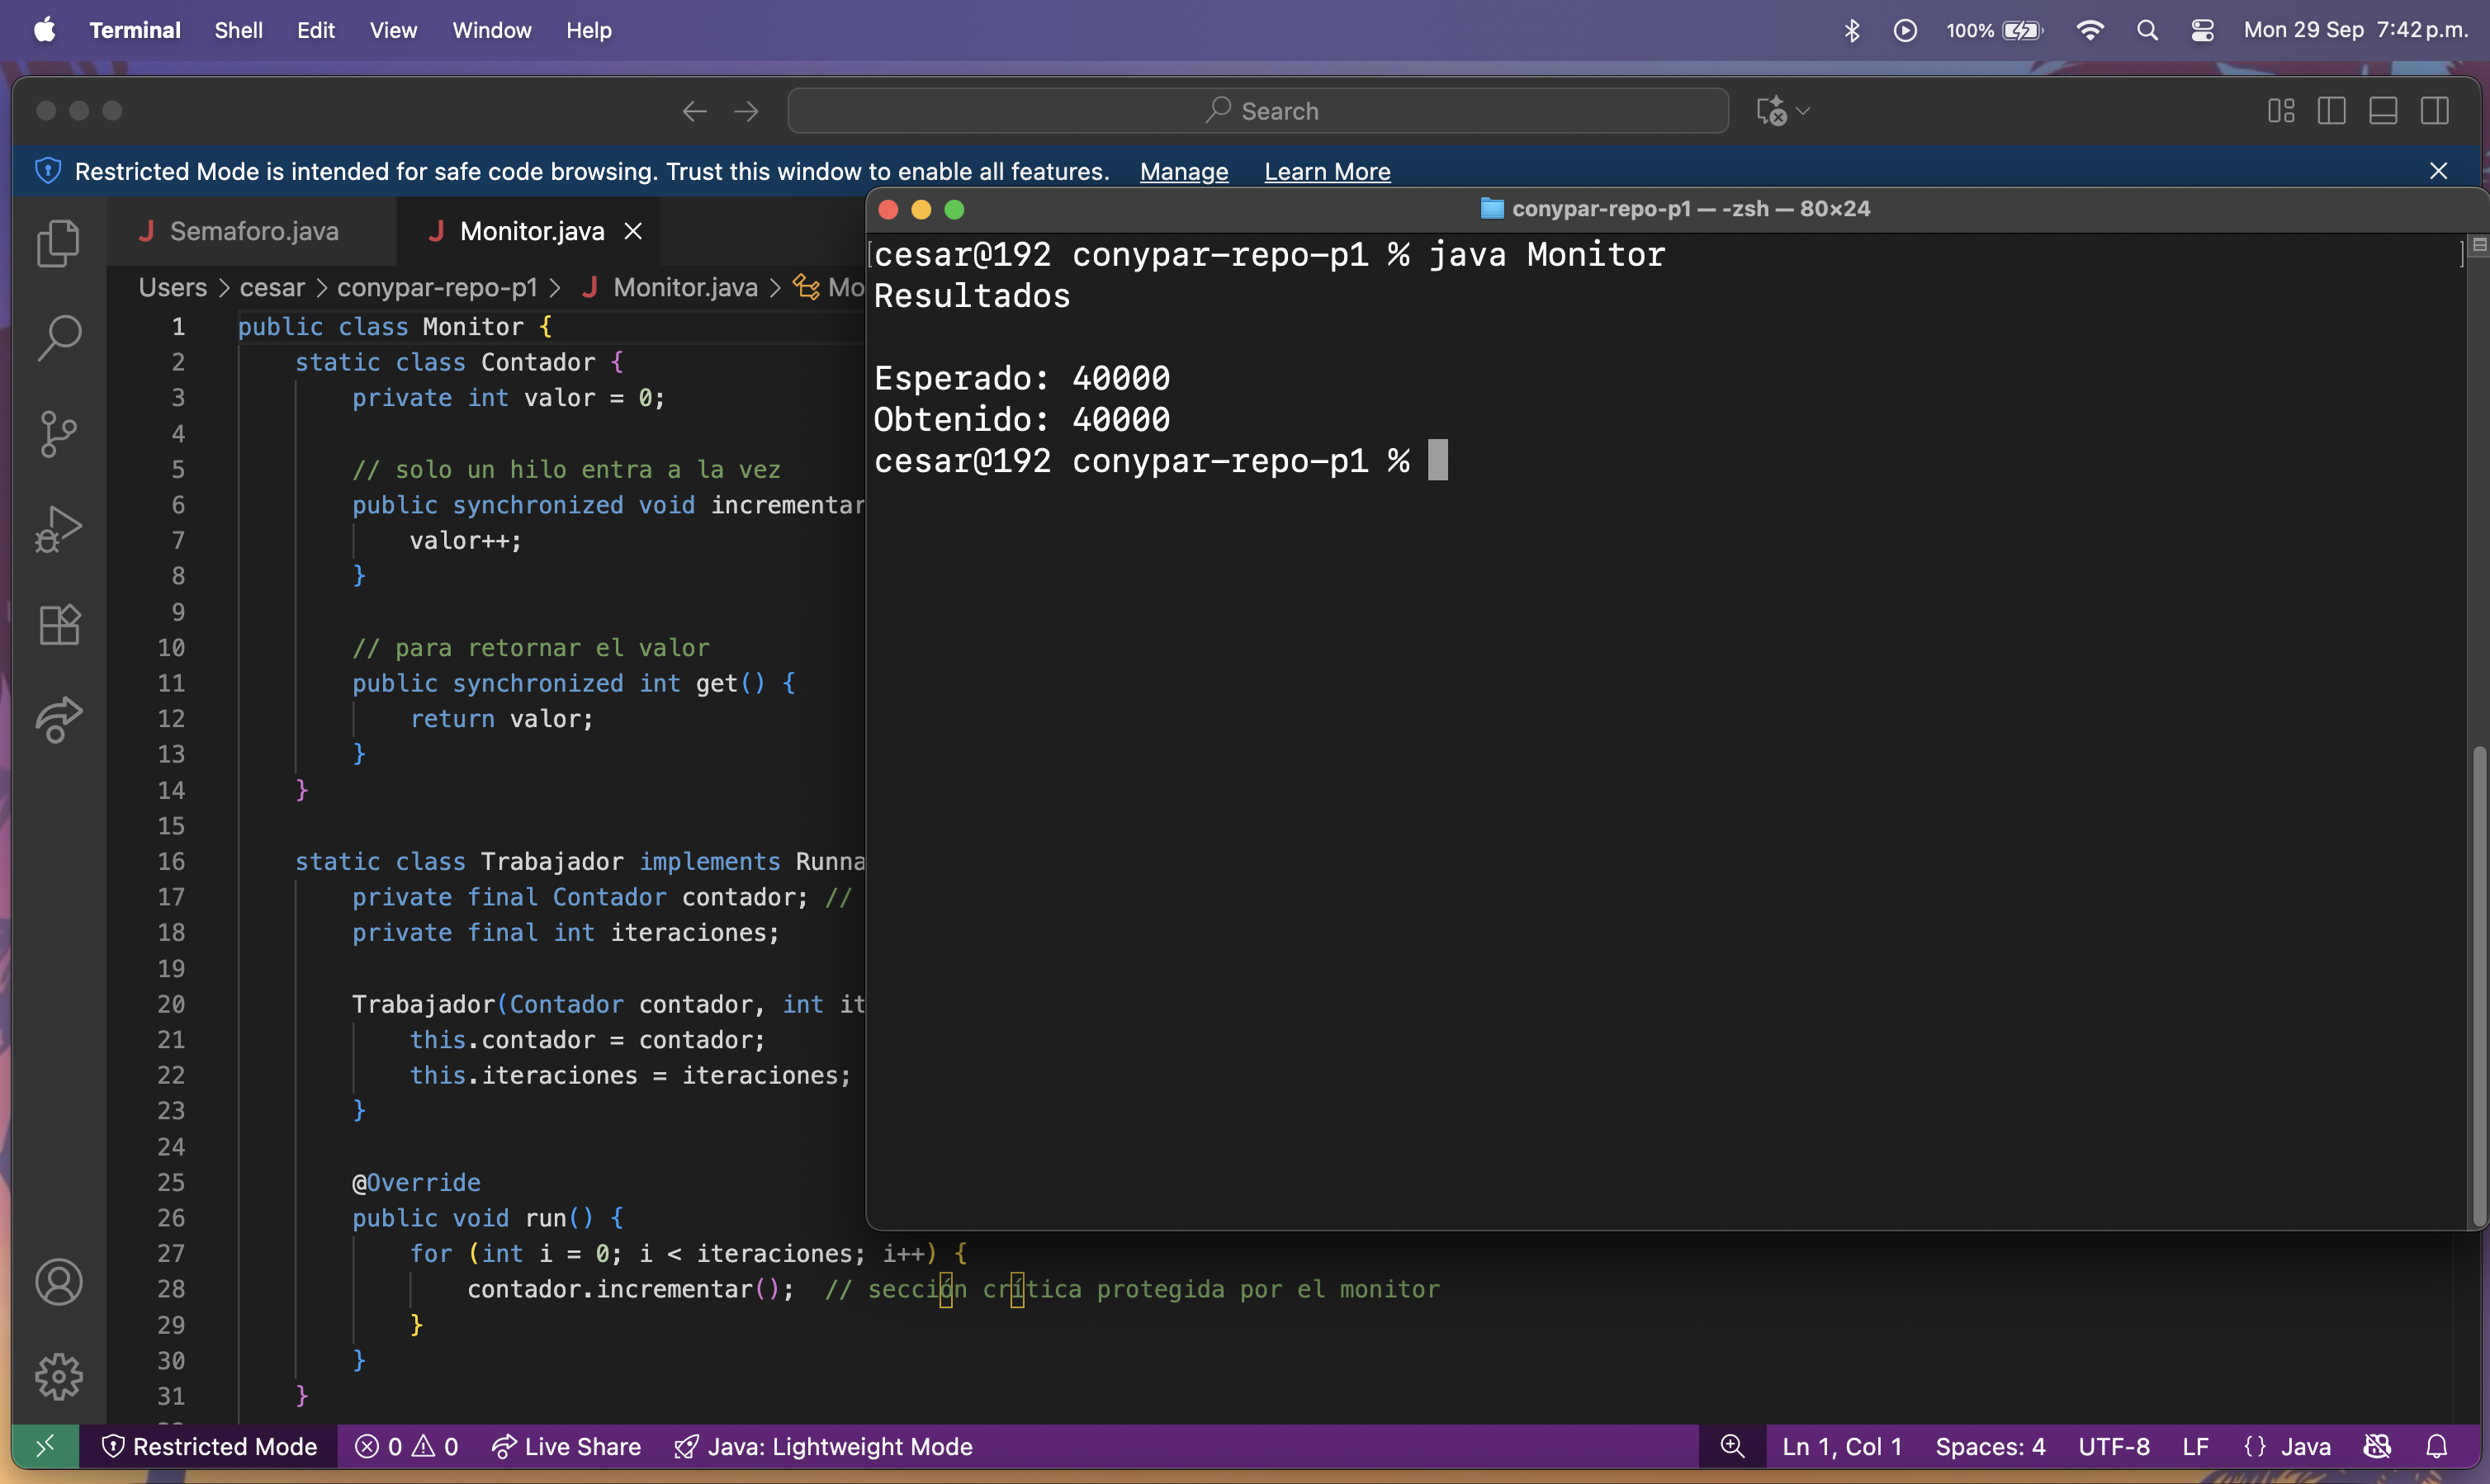 Terminal Shell Edit View Window Help 100% Mon 29 Sep 7:42 p.m.
Search
Restricted Mode is intended for safe code browsing. Trust this window to enable all features. Manage Learn More
Semaforo.java Monitor.java
Users > cesar > conypar-repo-p1 > Monitor.java > Mo
1 public class Monitor {
2 static class Contador {
3 private int valor = 0;
4
5 // solo un hilo entra a la vez
6 public synchronized void incrementar
7 valor++;
8 }
9
10 // para retornar el valor
11 public synchronized int get() {
12 return valor;
13 }
14 }
15
16 static class Trabajador implements Runna
17 private final Contador contador; //
18 private final int iteraciones;
19
20 Trabajador(Contador contador, int it
21 this.contador = contador;
22 this.iteraciones = iteraciones;
23 }
24
25 @Override
26 public void run() {
27 for (int i = 0; i < iteraciones; i++) {
28 contador.incrementar(); // sección crítica protegida por el monitor
29 }
30 }
31 }
conypar-repo-p1 — -zsh — 80×24
cesar@192 conypar-repo-p1 % java Monitor
Resultados
Esperado: 40000
Obtenido: 40000
cesar@192 conypar-repo-p1 %
Restricted Mode 0 0 Live Share Java: Lightweight Mode Ln 1, Col 1 Spaces: 4 UTF-8 LF {} Java